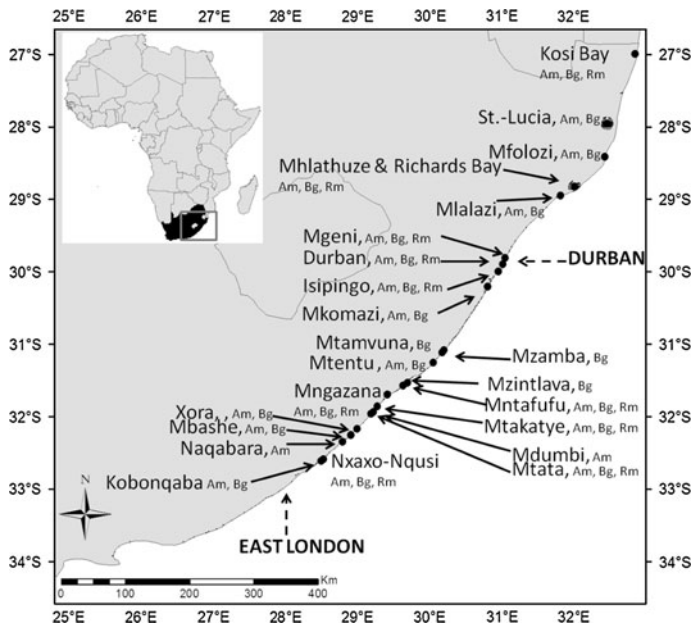 25°E 26°E 27°E 28°E 29°E 30°E 31°E 32°E
27°S 27°S
Kosi Bay
Am, Bg, Rm
St.-Lucia, Am, Bg
28°S 28°S
Mfolozi, Am, Bg
Mhlathuze & Richards Bay
Am, Bg, Rm
29°S 29°S
Mlalazi, Am, Bg
Mgeni, Am, Bg, Rm
Durban, Am, Bg, Rm
DURBAN
30°S 30°S
Isipingo, Am, Bg, Rm
Mkomazi, Am, Bg
31°S 31°S
Mtamvuna, Bg
Mzamba, Bg
Mtentu, Am, Bg
Mzintlava, Bg
Mngazana
Am, Bg, Rm
Mntafufu, Am, Bg, Rm
32°S 32°S
Xora, , Am, Bg
Mtakatye, Am, Bg, Rm
Mbashe, Am, Bg
Naqabara, Am
Mdumbi, Am
Mtata, Am, Bg, Rm
Nxaxo-Nqusi
Am, Bg, Rm
Kobonqaba Am, Bg
33°S 33°S
N
EAST LONDON
34°S 34°S
Km
0 50 100 200 300 400
25°E 26°E 27°E 28°E 29°E 30°E 31°E 32°E